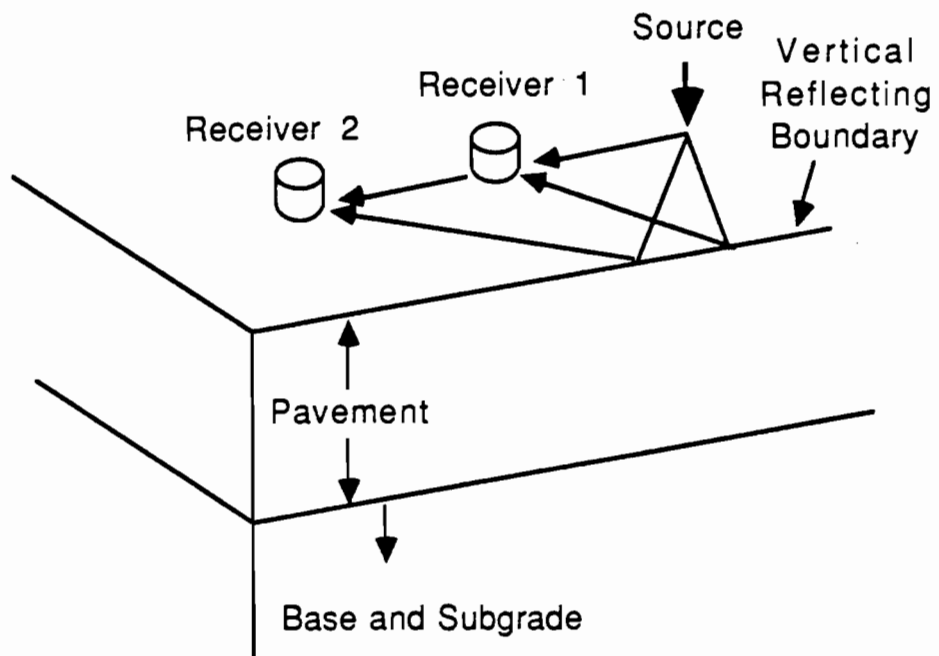 Source
Vertical
Reflecting
Boundary
Receiver 1
Receiver 2
Pavement
Base and Subgrade